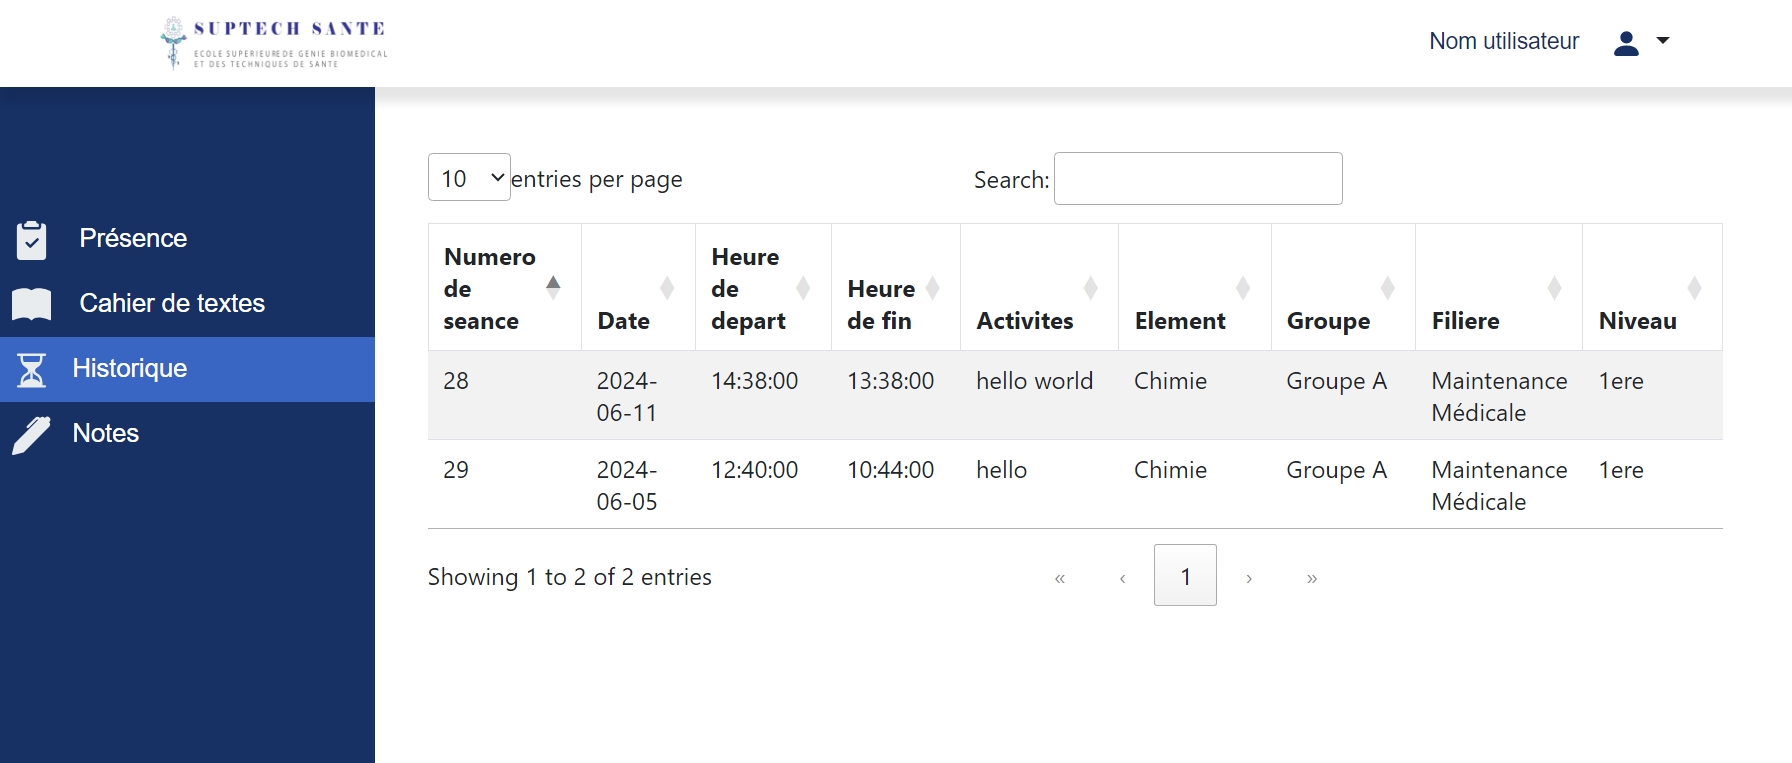 SUPTECH SANTE
ECOLE SUPERIEURE DE GENIE BIOMEDICAL
ET DES TECHNIQUES DE SANTE
Nom utilisateur
Présence
Cahier de textes
Historique
Notes
10 entries per page
Search:
Numero de seance
Date
Heure de depart
Heure de fin
Activites
Element
Groupe
Filiere
Niveau
28 2024-06-11 14:38:00 13:38:00 hello world Chimie Groupe A Maintenance Médicale 1ere
29 2024-06-05 12:40:00 10:44:00 hello Chimie Groupe A Maintenance Médicale 1ere
Showing 1 to 2 of 2 entries
« ‹ 1 › »